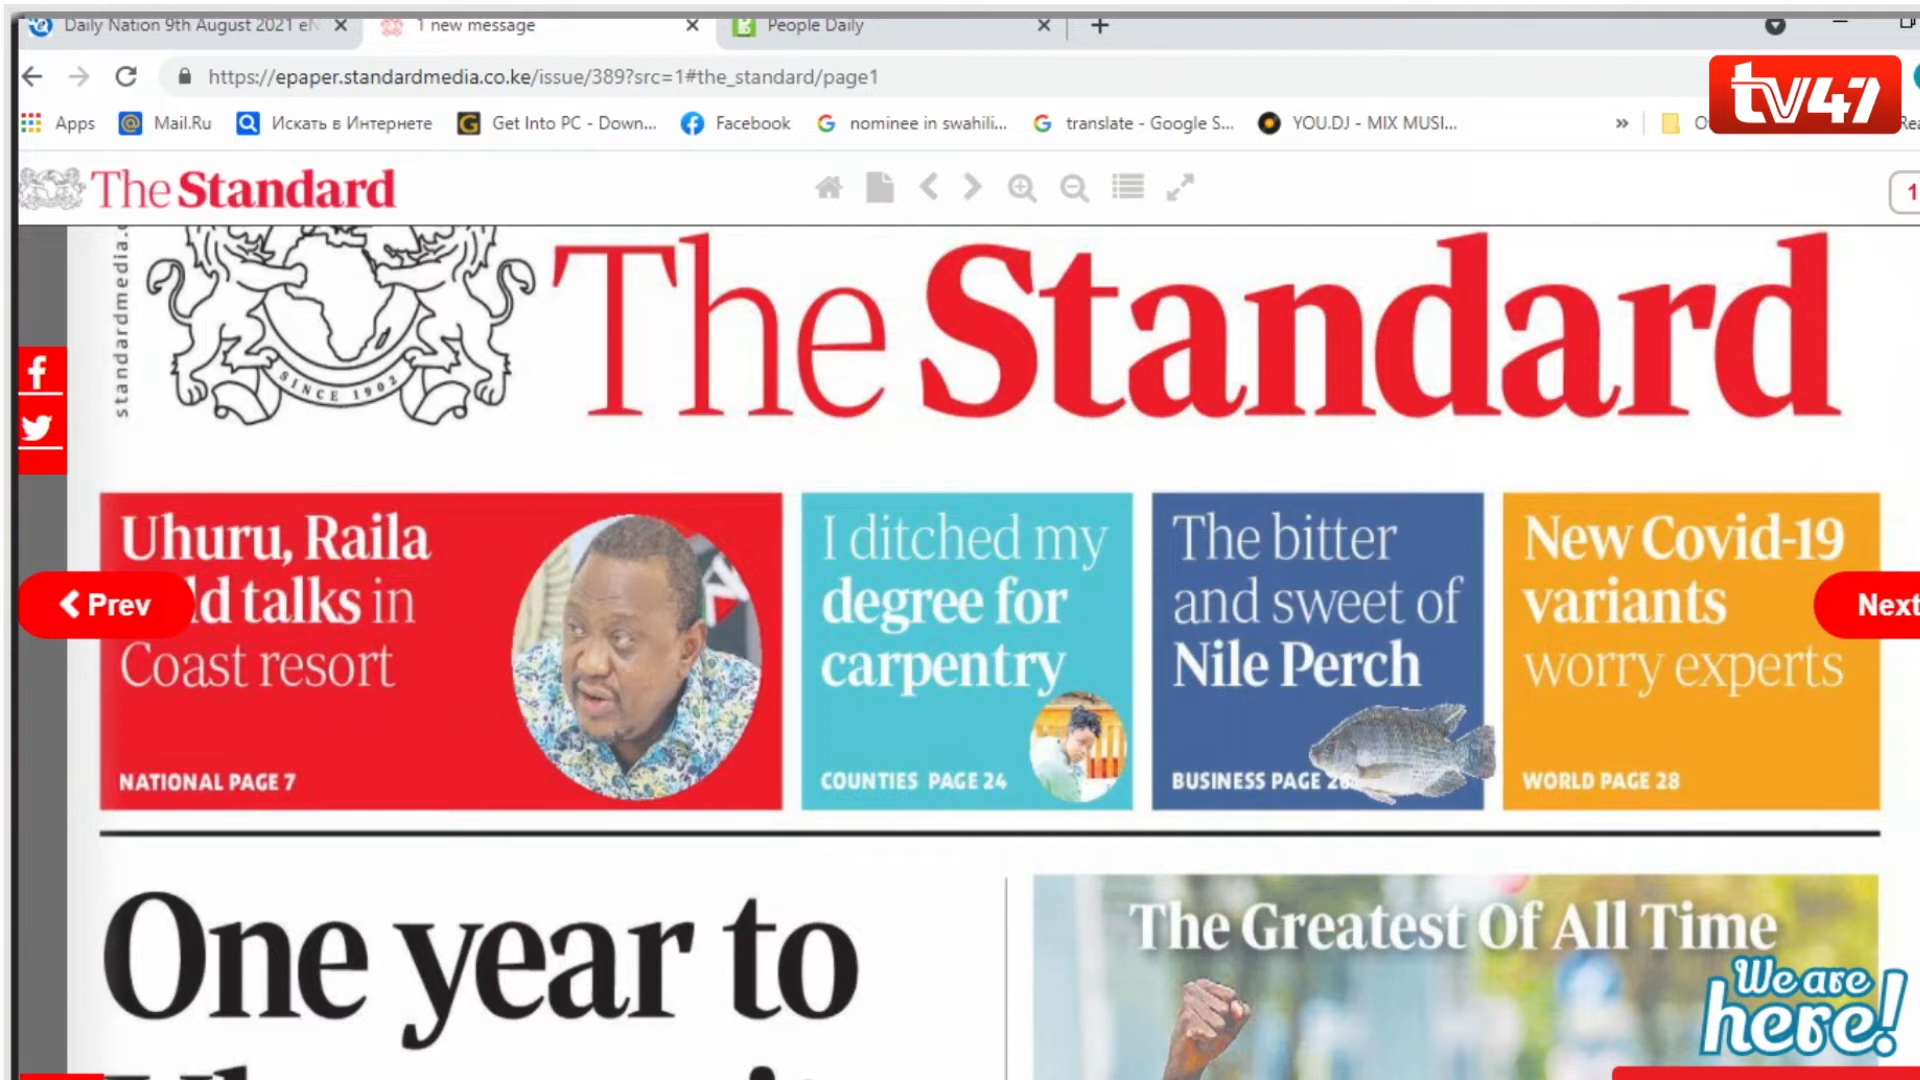 Daily Nation 9th August 2021 eN
1 new message
People Daily
https://epaper.standardmedia.co.ke/issue/389?src=1#the_standard/page1
tv47
Apps
Mail.Ru
Искать в Интернете
Get Into PC - Down...
Facebook
nominee in swahili...
translate - Google S...
YOU.DJ - MIX MUSI...
»
The Standard
1
standardmedia.
SINCE 1902
The Standard
Uhuru, Raila
ld talks in
Coast resort
NATIONAL PAGE 7
Prev
I ditched my
degree for
carpentry
COUNTIES PAGE 24
The bitter
and sweet of
Nile Perch
BUSINESS PAGE
New Covid-19
variants
worry experts
WORLD PAGE 28
Next
One year to
The Greatest Of All Time
We are
here!